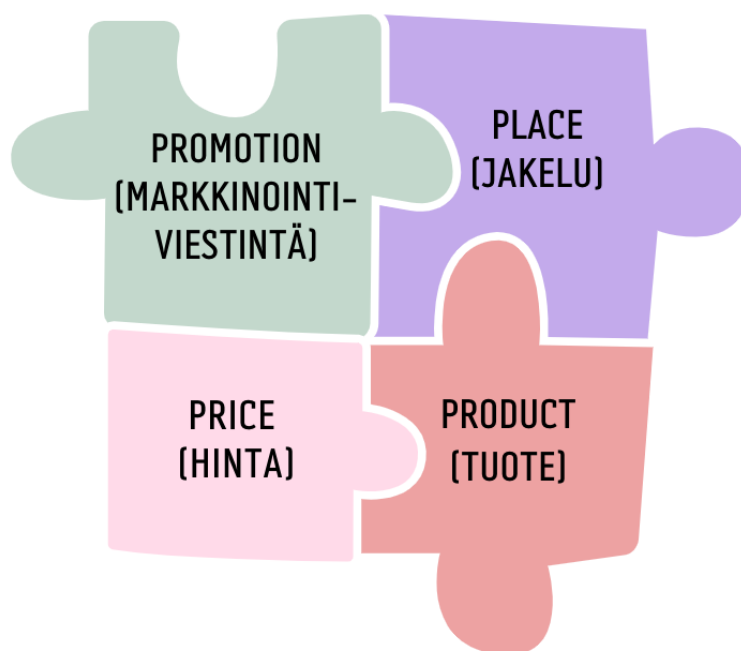 PROMOTION
(MARKKINOINTI-
VIESTINTÄ)
PLACE
(JAKELU)
PRICE
(HINTA)
PRODUCT
(TUOTE)